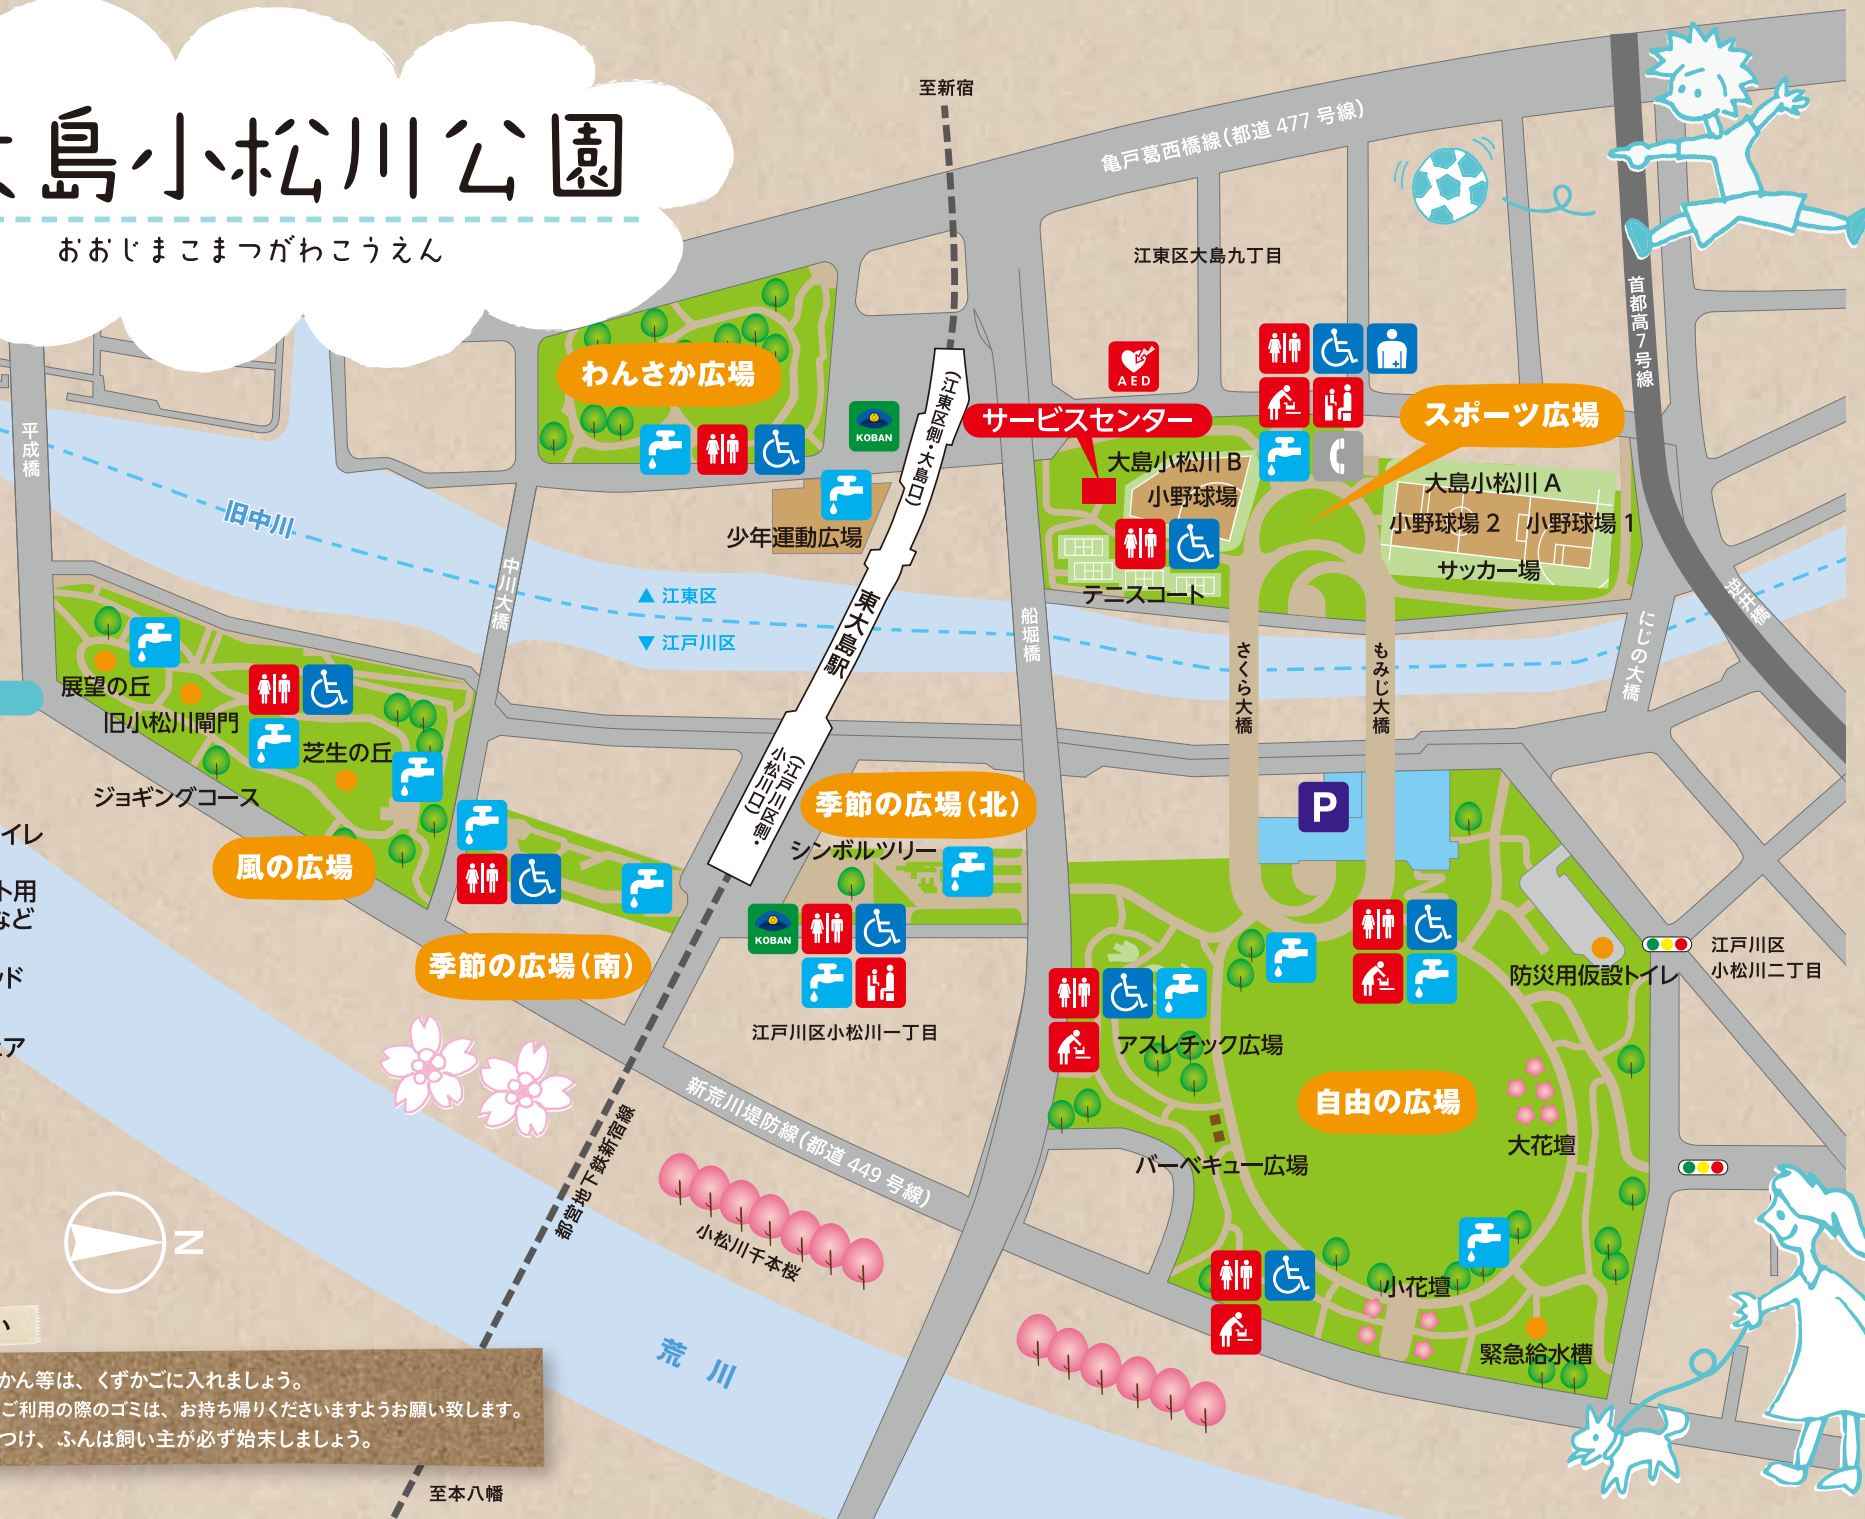 大島小松川公園
おおじまこまつがわこうえん
至新宿
亀戸葛西橋線(都道477号線)
江東区大島九丁目
首都高7号線
わんさか広場
KOBAN
(江東区側・大島口)
AED
サービスセンター
スポーツ広場
大島小松川B
小野球場
大島小松川A
小野球場2 小野球場1
サッカー場
テニスコート
少年運動広場
平成橋
旧中川
中川大橋
▲江東区
▼江戸川区
東大島駅
船堀橋
さくら大橋
もみじ大橋
にじの大橋
逆井橋
展望の丘
旧小松川閘門
芝生の丘
ジョギングコース
風の広場
(江戸川区側・
小松川口)
季節の広場(北)
シンボルツリー
P
季節の広場(南)
KOBAN
江戸川区小松川一丁目
防災用仮設トイレ
江戸川区
小松川二丁目
アスレチック広場
自由の広場
大花壇
バーベキュー広場
小花壇
緊急給水槽
新荒川堤防線(都道449号線)
都営地下鉄新宿線
小松川千本桜
荒川
イレ
ト用
など
ッド
ェア
N
い
かん等は、くずかごに入れましょう。
ご利用の際のゴミは、お持ち帰りくださいますようお願い致します。
つけ、ふんは飼い主が必ず始末しましょう。
至本八幡